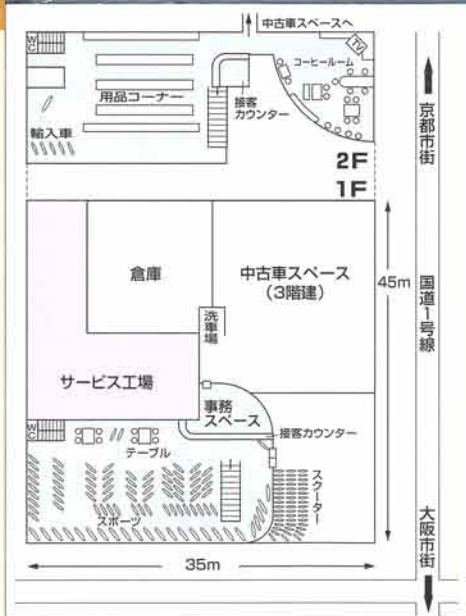 中古車スペースへ
WC
TV
コーヒールーム
用品コーナー
接客
カウンター
輸入車
2F
1F
京都市街
倉庫
中古車スペース
(3階建)
45m
国道1号線
洗車場
サービス工場
事務
スペース
接客カウンター
WC
テーブル
スポーツ
スクーター
大阪市街
35m